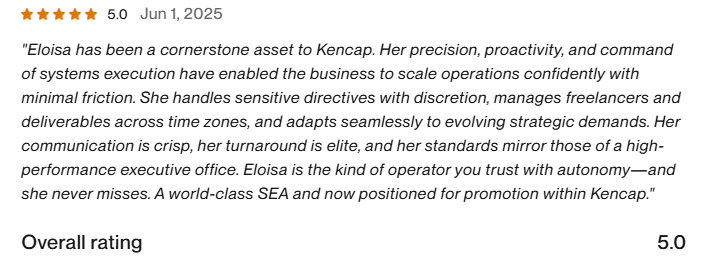 5.0 Jun 1, 2025
"Eloisa has been a cornerstone asset to Kencap. Her precision, proactivity, and command
of systems execution have enabled the business to scale operations confidently with
minimal friction. She handles sensitive directives with discretion, manages freelancers and
deliverables across time zones, and adapts seamlessly to evolving strategic demands. Her
communication is crisp, her turnaround is elite, and her standards mirror those of a high-
performance executive office. Eloisa is the kind of operator you trust with autonomy—and
she never misses. A world-class SEA and now positioned for promotion within Kencap."
Overall rating 5.0